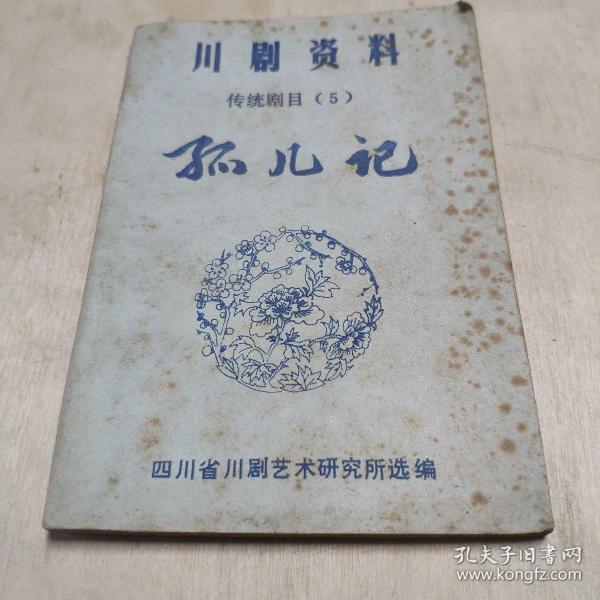 川剧资料
传统剧目（5）
孤儿记
四川省川剧艺术研究所选编
孔夫子旧书网
www.kongfz.com